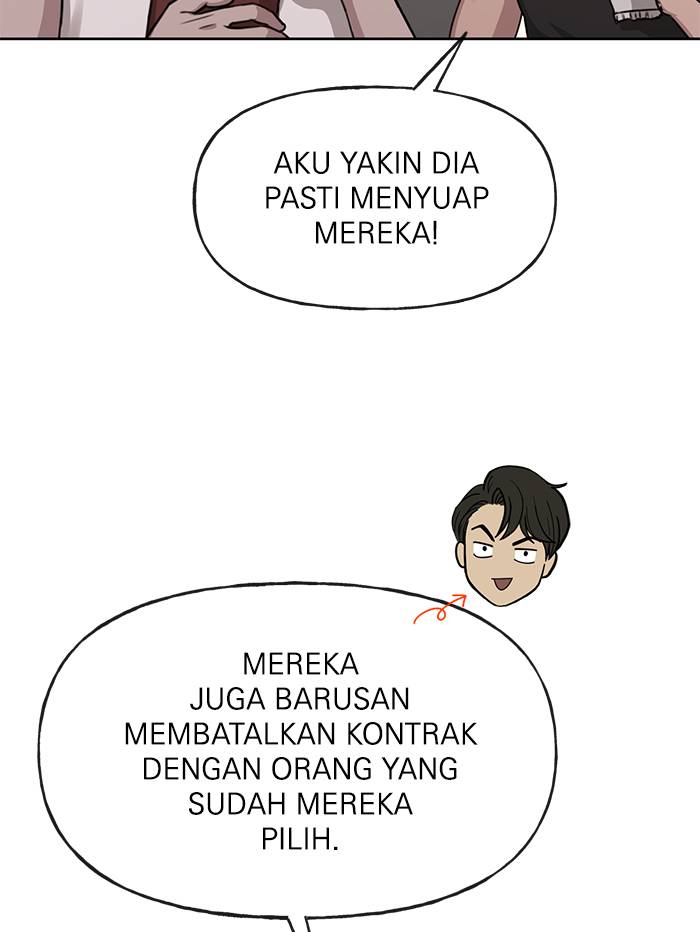 AKU YAKIN DIA
PASTI MENYUAP
MEREKA!
MEREKA
JUGA BARUSAN
MEMBATALKAN KONTRAK
DENGAN ORANG YANG
SUDAH MEREKA
PILIH.